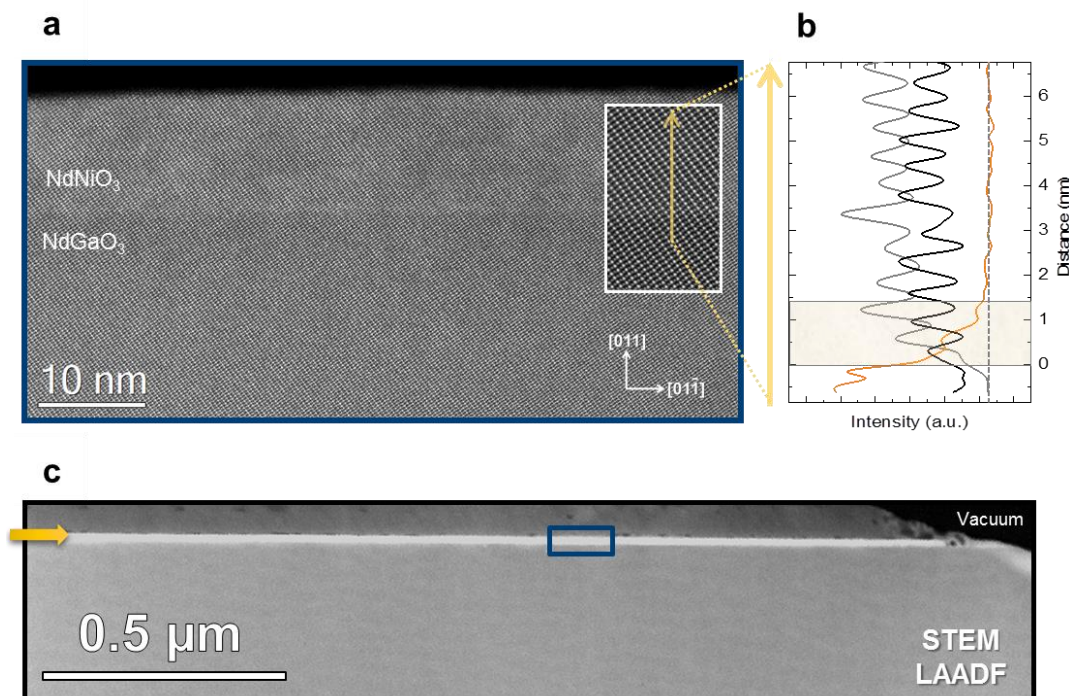 a
b
NdNiO₃
NdGaO₃
10 nm
[011]
[011̄]
6
5
4
3
2
1
0
Distance (nm)
Intensity (a.u.)
c
Vacuum
0.5 µm
STEM
LAADF